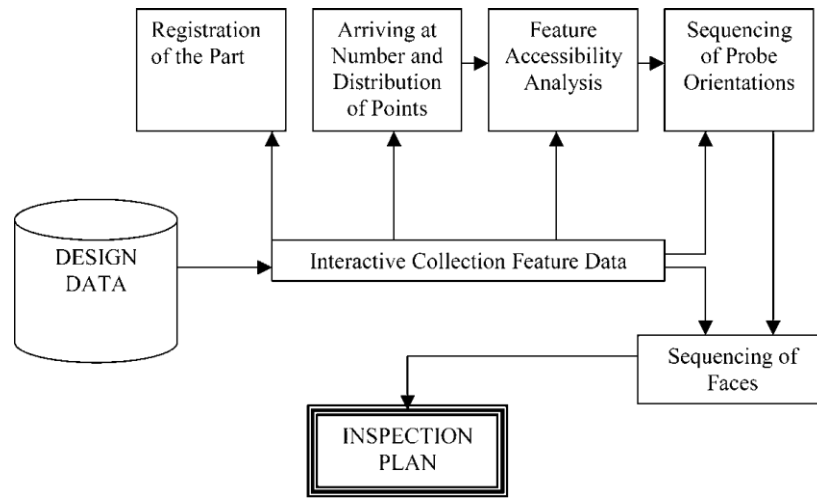 Registration
of the Part
Arriving at
Number and
Distribution
of Points
Feature
Accessibility
Analysis
Sequencing
of Probe
Orientations
DESIGN
DATA
Interactive Collection Feature Data
Sequencing of
Faces
INSPECTION
PLAN